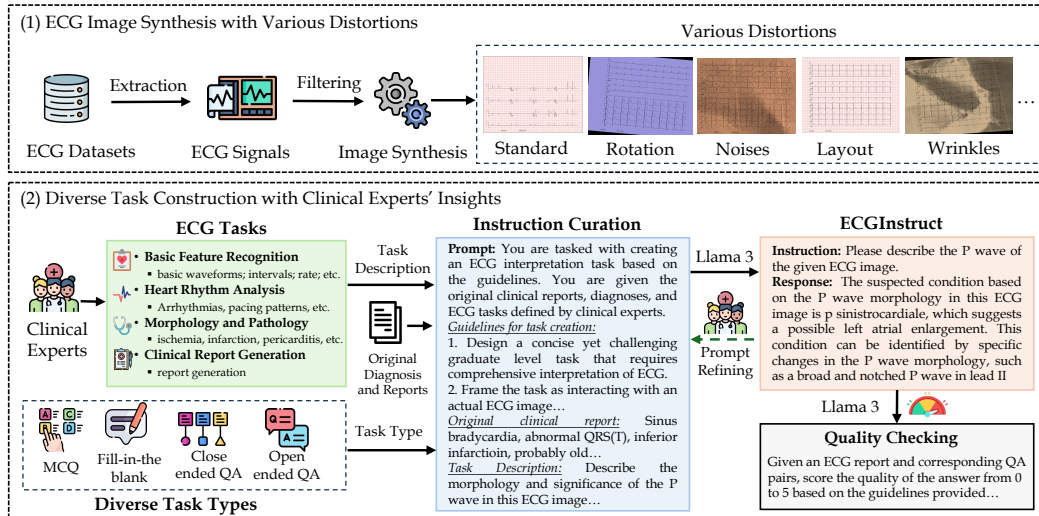 (1) ECG Image Synthesis with Various Distortions
Various Distortions
Extraction
Filtering
ECG Datasets
ECG Signals
Image Synthesis
Standard
Rotation
Noises
Layout
Wrinkles
...
(2) Diverse Task Construction with Clinical Experts' Insights
ECG Tasks
• Basic Feature Recognition
▪ basic waveforms; intervals; rate; etc.
• Heart Rhythm Analysis
▪ Arrhythmias, pacing patterns, etc.
• Morphology and Pathology
▪ ischemia, infarction, pericarditis, etc.
• Clinical Report Generation
▪ report generation
Clinical
Experts
Task
Description
Original
Diagnosis
and Reports
Task Type
A
C
B
D
MCQ
Fill-in-the
blank
Close
ended QA
Q
A
Open
ended QA
Diverse Task Types
Instruction Curation
Prompt: You are tasked with creating
an ECG interpretation task based on
the guidelines. You are given the
original clinical reports, diagnoses, and
ECG tasks defined by clinical experts.
Guidelines for task creation:
1. Design a concise yet challenging
graduate level task that requires
comprehensive interpretation of ECG.
2. Frame the task as interacting with an
actual ECG image…
Original clinical report: Sinus
bradycardia, abnormal QRS(T), inferior
infarctioin, probably old…
Task Description: Describe the
morphology and significance of the P
wave in this ECG image…
Llama 3
Prompt
Refining
ECGInstruct
Instruction: Please describe the P wave of
the given ECG image.
Response: The suspected condition based
on the P wave morphology in this ECG
image is p sinistrocardiale, which suggests
a possible left atrial enlargement. This
condition can be identified by specific
changes in the P wave morphology, such
as a broad and notched P wave in lead II
Llama 3
Quality Checking
Given an ECG report and corresponding QA
pairs, score the quality of the answer from 0
to 5 based on the guidelines provided…